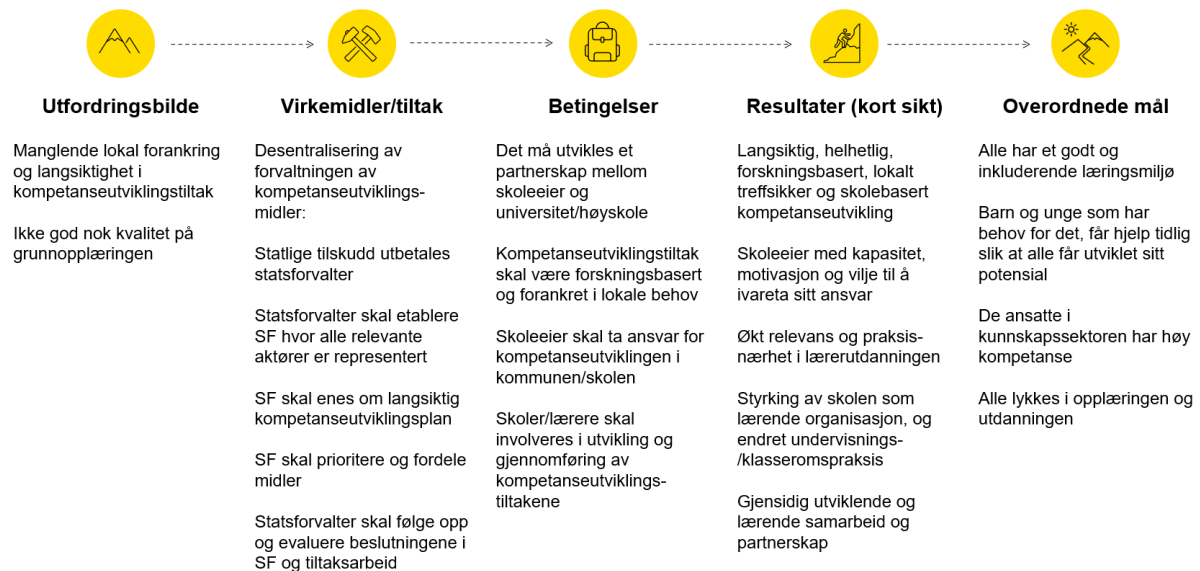 Utfordringsbilde
Manglende lokal forankring
og langsiktighet i
kompetanseutviklingstiltak
Ikke god nok kvalitet på
grunnopplæringen
Virkemidler/tiltak
Desentralisering av
forvaltningen av
kompetanseutviklings-
midler:
Statlige tilskudd utbetales
statsforvalter
Statsforvalter skal etablere
SF hvor alle relevante
aktører er representert
SF skal enes om langsiktig
kompetanseutviklingsplan
SF skal prioritere og fordele
midler
Statsforvalter skal følge opp
og evaluere beslutningene i
SF og tiltaksarbeid
Betingelser
Det må utvikles et
partnerskap mellom
skoleeier og
universitet/høyskole
Kompetanseutviklingstiltak
skal være forskningsbasert
og forankret i lokale behov
Skoleeier skal ta ansvar for
kompetanseutviklingen i
kommunen/skolen
Skoler/lærere skal
involveres i utvikling og
gjennomføring av
kompetanseutviklings-
tiltakene
Resultater (kort sikt)
Langsiktig, helhetlig,
forskningsbasert, lokalt
treffsikker og skolebasert
kompetanseutvikling
Skoleeier med kapasitet,
motivasjon og vilje til å
ivareta sitt ansvar
Økt relevans og praksis-
nærhet i lærerutdanningen
Styrking av skolen som
lærende organisasjon, og
endret undervisnings-
/klasseromspraksis
Gjensidig utviklende og
lærende samarbeid og
partnerskap
Overordnede mål
Alle har et godt og
inkluderende læringsmiljø
Barn og unge som har
behov for det, får hjelp tidlig
slik at alle får utviklet sitt
potensial
De ansatte i
kunnskapssektoren har høy
kompetanse
Alle lykkes i opplæringen og
utdanningen